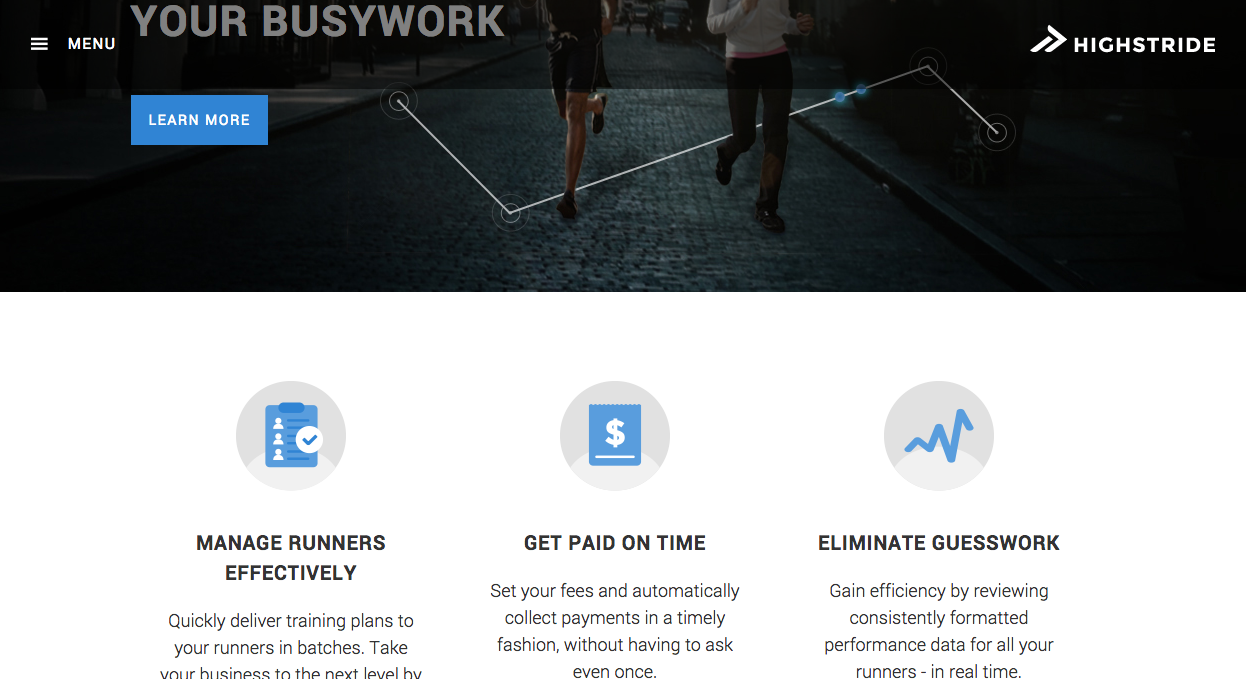 YOUR BUSYWORK
MENU
HIGHSTRIDE
LEARN MORE
$
MANAGE RUNNERS
EFFECTIVELY
Quickly deliver training plans to
your runners in batches. Take
your business to the next level by
GET PAID ON TIME
Set your fees and automatically
collect payments in a timely
fashion, without having to ask
even once.
ELIMINATE GUESSWORK
Gain efficiency by reviewing
consistently formatted
performance data for all your
runners - in real time.